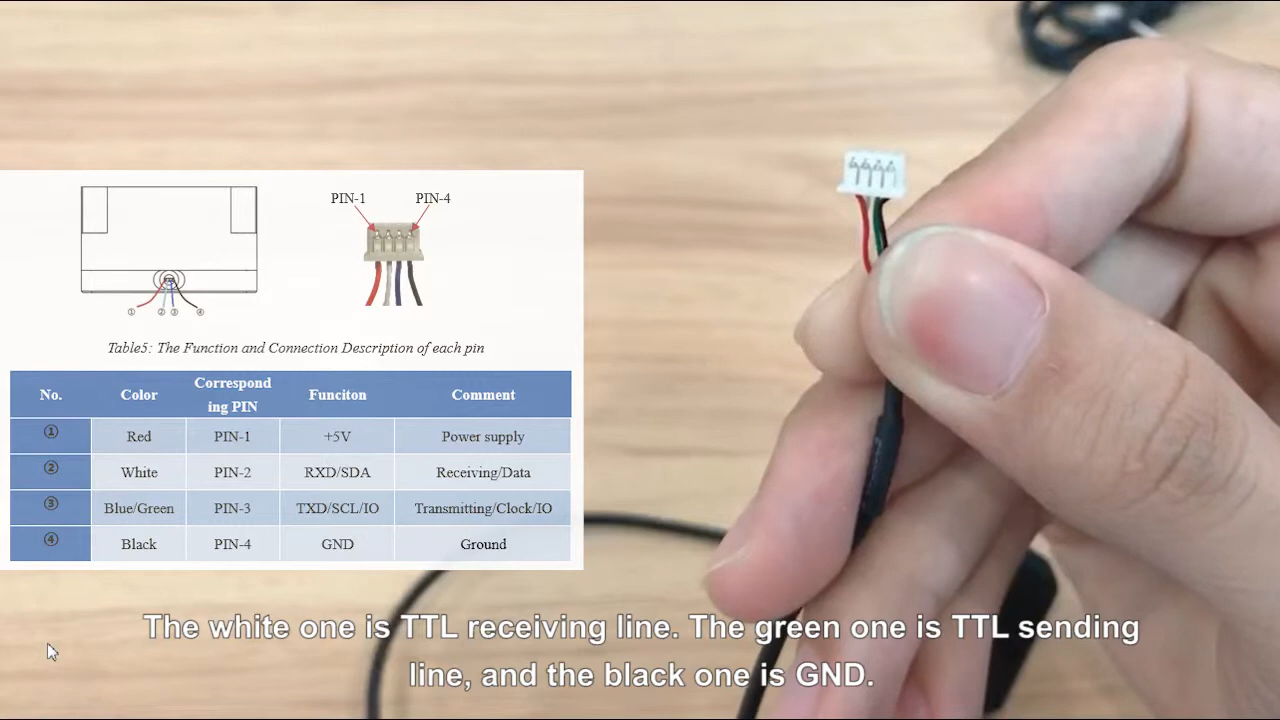 PIN-1 PIN-4
① ② ③ ④
Table5: The Function and Connection Description of each pin
No. Color Correspond
ing PIN Funciton Comment
① Red PIN-1 +5V Power supply
② White PIN-2 RXD/SDA Receiving/Data
③ Blue/Green PIN-3 TXD/SCL/IO Transmitting/Clock/IO
④ Black PIN-4 GND Ground
The white one is TTL receiving line. The green one is TTL sending
line, and the black one is GND.